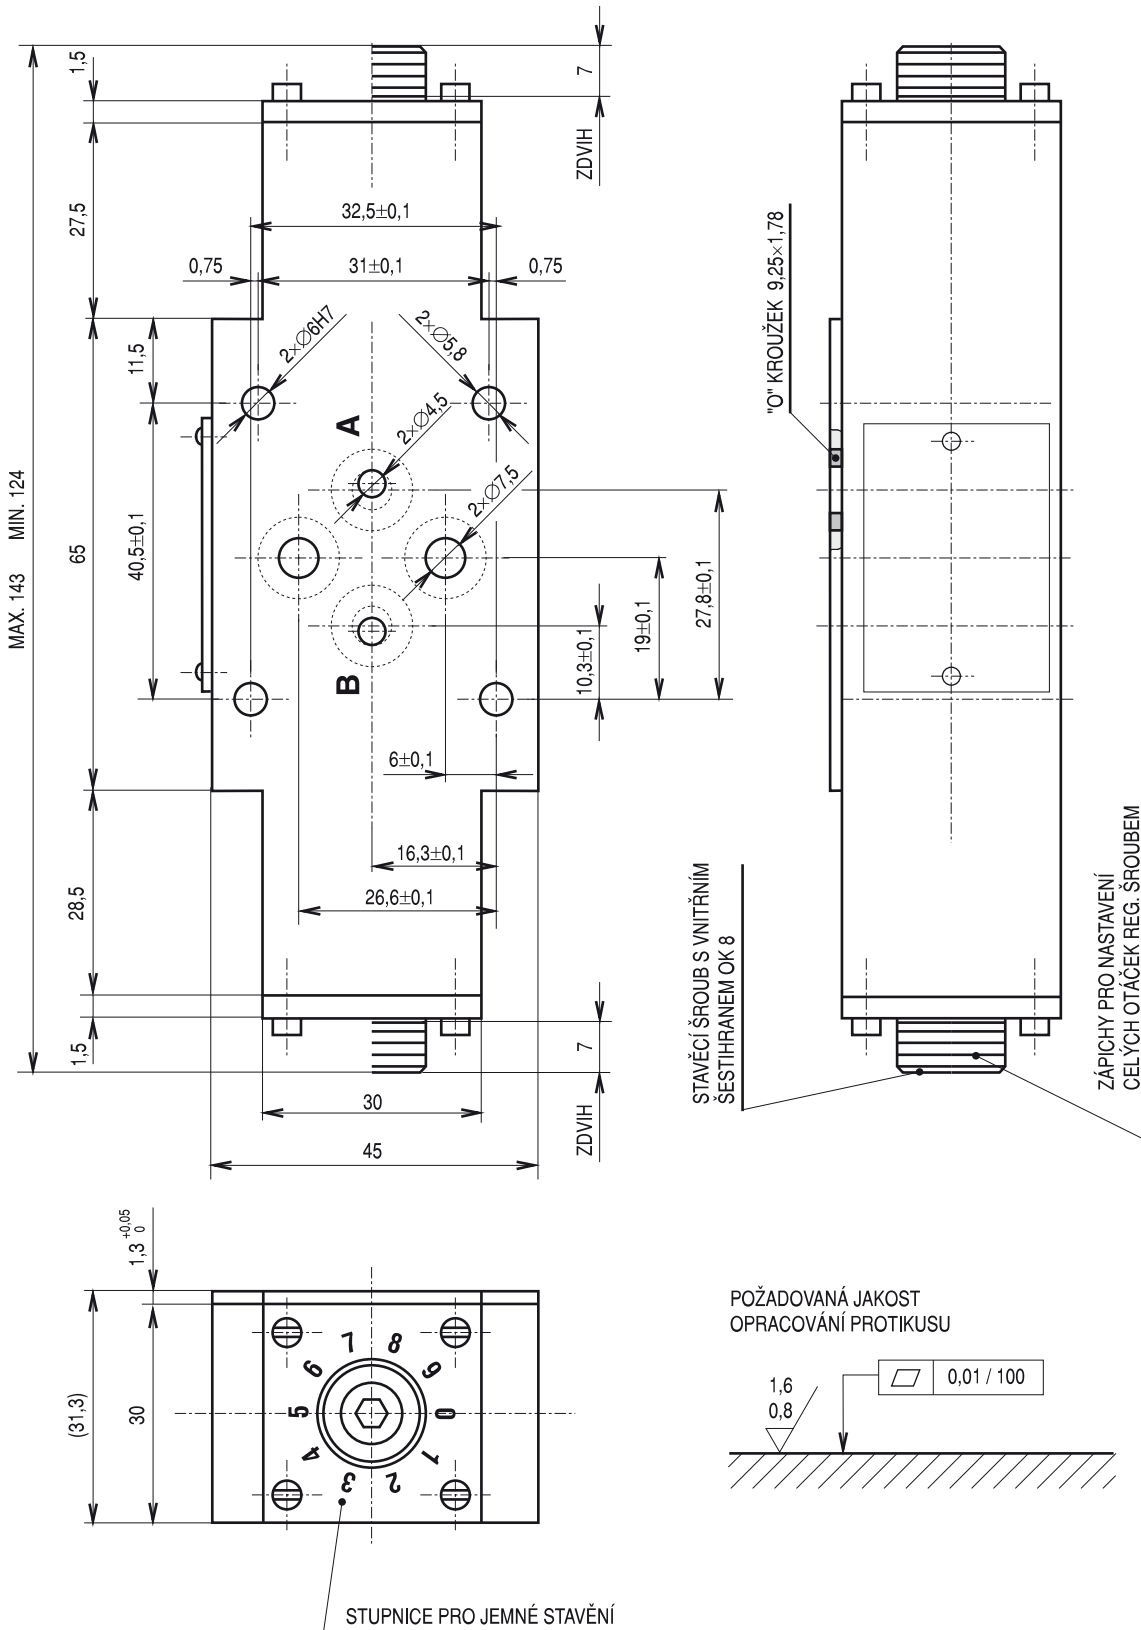 1,5
7
ZDVIH
27,5
32,5±0,1
0,75
31±0,1
0,75
"O" KROUŽEK 9,25×1,78
2×Ø6H7
2×Ø5,8
11,5
A
2×Ø4,5
2×Ø7,5
MAX. 143 MIN. 124
65
40,5±0,1
27,8±0,1
19±0,1
10,3±0,1
B
6±0,1
16,3±0,1
26,6±0,1
28,5
1,5
7
ZDVIH
30
45
STAVĚCÍ ŠROUB S VNITŘNÍM
ŠESTIHRANEM OK 8
ZÁPICHY PRO NASTAVENÍ
CELÝCH OTÁČEK REG. ŠROUBEM
1,3 +0,05 0
(31,3)
30
7
8
6
9
5
0
4
1
3
2
STUPNICE PRO JEMNÉ STAVĚNÍ
POŽADOVANÁ JAKOST
OPRACOVÁNÍ PROTIKUSU
1,6
0,8
0,01 / 100